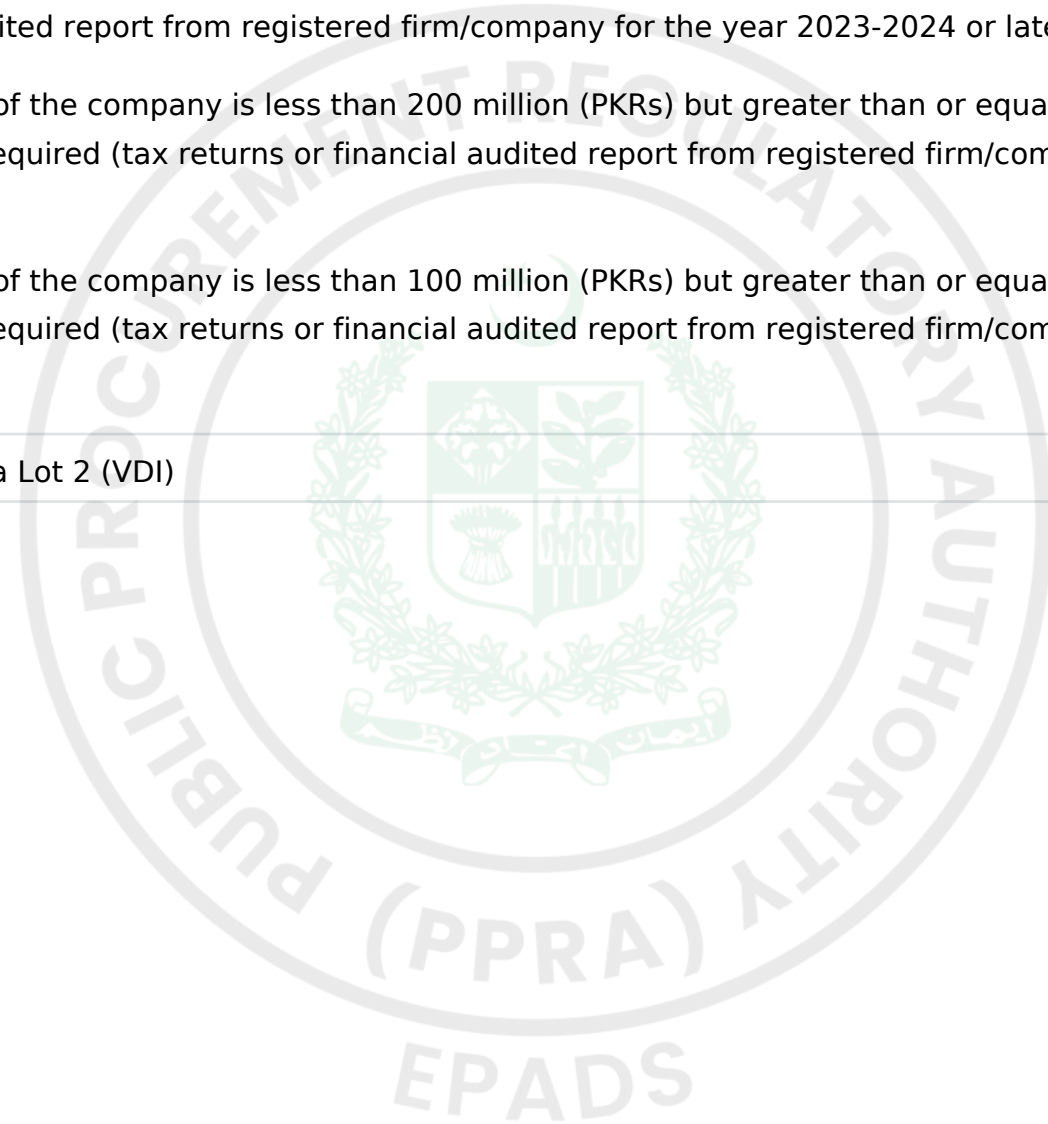 ited report from registered firm/company for the year 2023-2024 or late
of the company is less than 200 million (PKRs) but greater than or equa
equired (tax returns or financial audited report from registered firm/com
of the company is less than 100 million (PKRs) but greater than or equa
equired (tax returns or financial audited report from registered firm/com
a Lot 2 (VDI)
PUBLIC PROCUREMENT REGULATORY AUTHORITY
ایمان اتحاد نظم
(PPRA)
EPADS